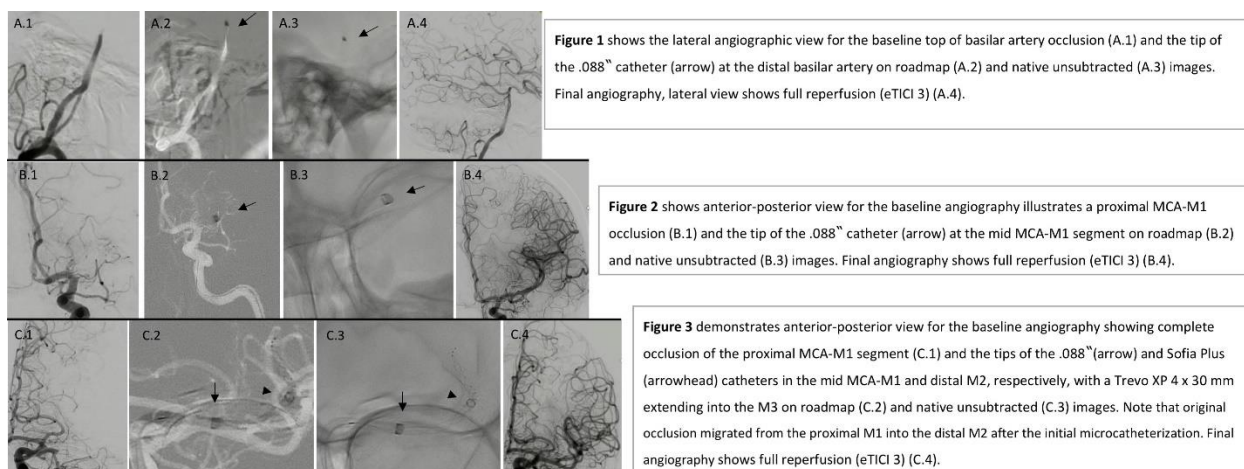 A.1
A.2
A.3
A.4
Figure 1 shows the lateral angiographic view for the baseline top of basilar artery occlusion (A.1) and the tip of
the .088‶ catheter (arrow) at the distal basilar artery on roadmap (A.2) and native unsubtracted (A.3) images.
Final angiography, lateral view shows full reperfusion (eTICI 3) (A.4).
B.1
B.2
B.3
B.4
Figure 2 shows anterior-posterior view for the baseline angiography illustrates a proximal MCA-M1
occlusion (B.1) and the tip of the .088‶ catheter (arrow) at the mid MCA-M1 segment on roadmap (B.2)
and native unsubtracted (B.3) images. Final angiography shows full reperfusion (eTICI 3) (B.4).
C.1
C.2
C.3
C.4
Figure 3 demonstrates anterior-posterior view for the baseline angiography showing complete
occlusion of the proximal MCA-M1 segment (C.1) and the tips of the .088‶(arrow) and Sofia Plus
(arrowhead) catheters in the mid MCA-M1 and distal M2, respectively, with a Trevo XP 4 x 30 mm
extending into the M3 on roadmap (C.2) and native unsubtracted (C.3) images. Note that original
occlusion migrated from the proximal M1 into the distal M2 after the initial microcatheterization. Final
angiography shows full reperfusion (eTICI 3) (C.4).